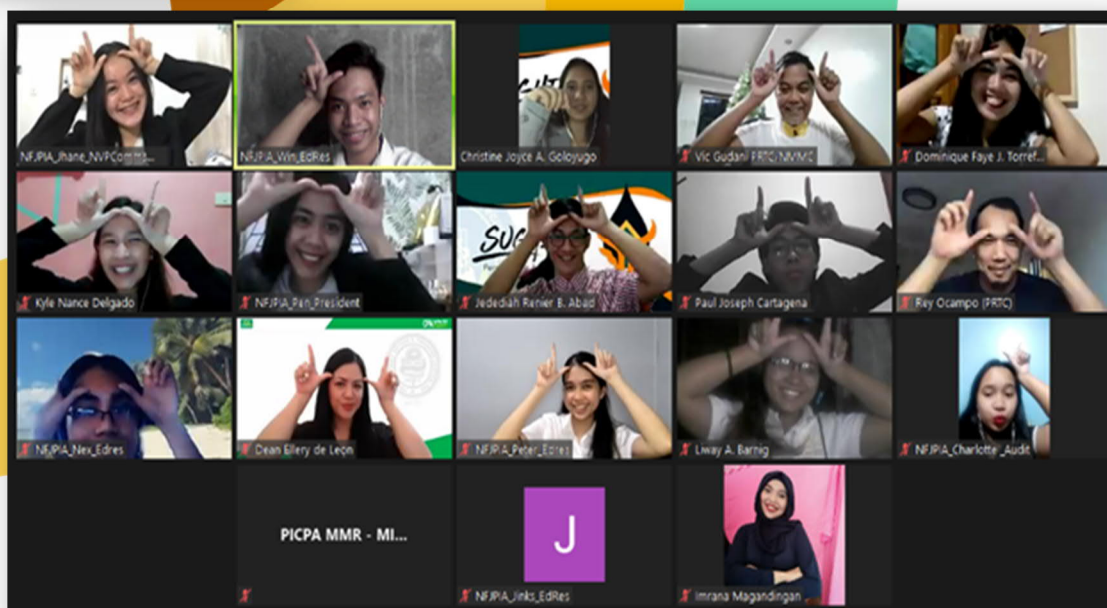 NFJPIA_Jhane_NVPComms...
NFJPIA_Win_EdRes
Christine Joyce A. Goloyugo
Vic Gudani PRTC/NMMC
Dominique Faye J. Torref...
Kyle Nance Delgado
NFJPIA_Pen_President
Jedediah Renier B. Abad
Paul Joseph Cartagena
Rey Ocampo (PRTC)
NFJPIA_Nex_Edres
Dean Ellery de Leon
NFJPIA_Peter_Edres
Liway A. Barnig
NFJPIA_Charlotte_Audit
PICPA MMR - MI...
J
NFJPIA_Jinks_EdRes
Imrana Magandingan